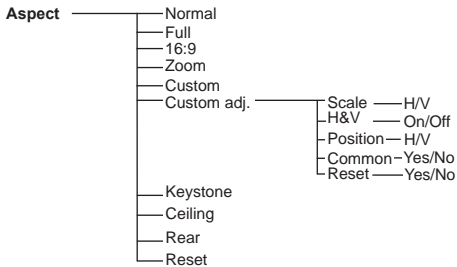 Aspect Normal
Full
16:9
Zoom
Custom
Custom adj. Scale H/V
H&V On/Off
Position H/V
Common Yes/No
Reset Yes/No
Keystone
Ceiling
Rear
Reset